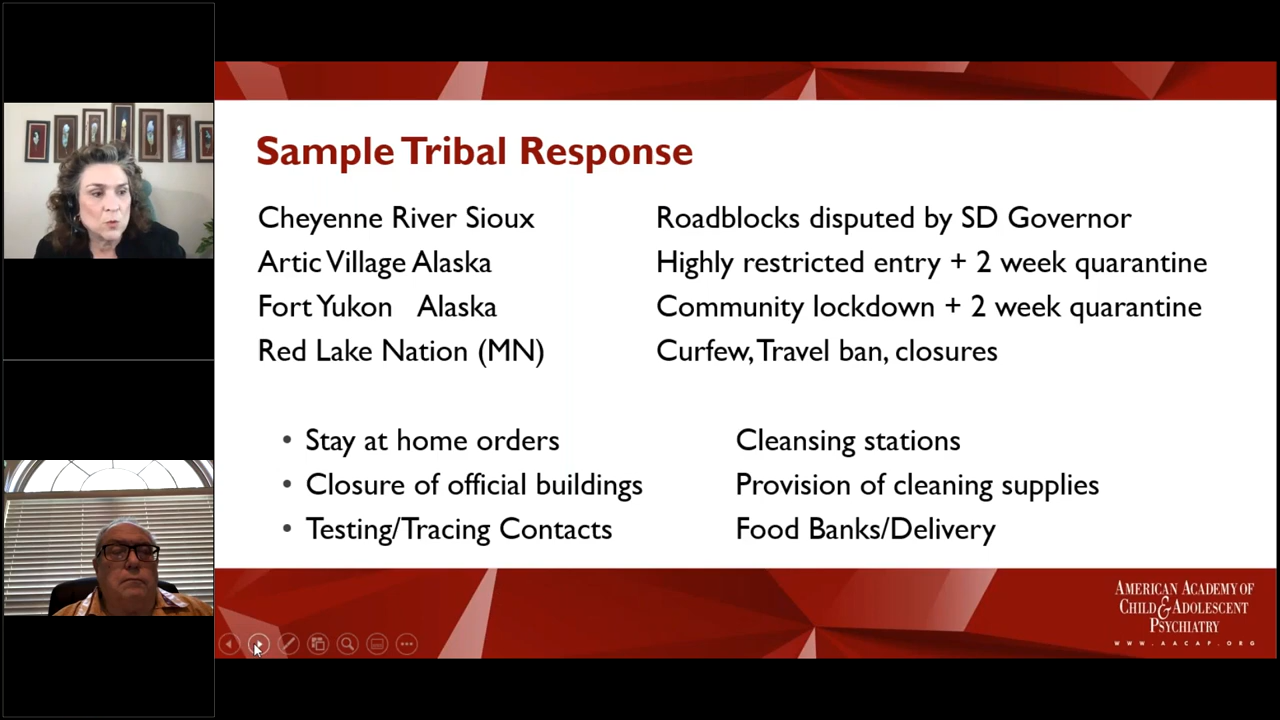 Sample Tribal Response
Cheyenne River Sioux Roadblocks disputed by SD Governor
Artic Village Alaska Highly restricted entry + 2 week quarantine
Fort Yukon Alaska Community lockdown + 2 week quarantine
Red Lake Nation (MN) Curfew, Travel ban, closures
• Stay at home orders Cleansing stations
• Closure of official buildings Provision of cleaning supplies
• Testing/Tracing Contacts Food Banks/Delivery
AMERICAN ACADEMY OF
CHILD & ADOLESCENT
PSYCHIATRY
WWW.AACAP.ORG